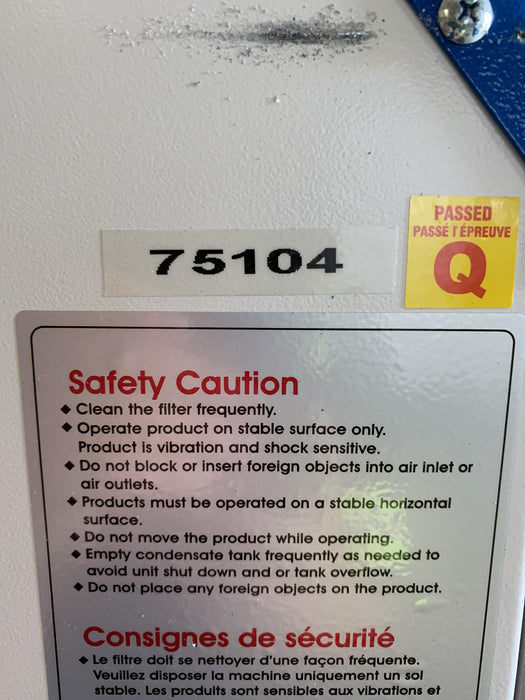 PASSED
PASSÉ l'ÉPREUVE
Q
75104
Safety Caution
◆ Clean the filter frequently.
◆ Operate product on stable surface only.
Product is vibration and shock sensitive.
◆ Do not block or insert foreign objects into air inlet or
air outlets.
◆ Products must be operated on a stable horizontal
surface.
◆ Do not move the product while operating.
◆ Empty condensate tank frequently as needed to
avoid unit shut down and or tank overflow.
◆ Do not place any foreign objects on the product.
Consignes de sécurité
◆ Le filtre doit se nettoyer d'une façon fréquente.
Veuillez disposer la machine uniquement un sol
stable. Les produits sont sensibles aux vibrations et